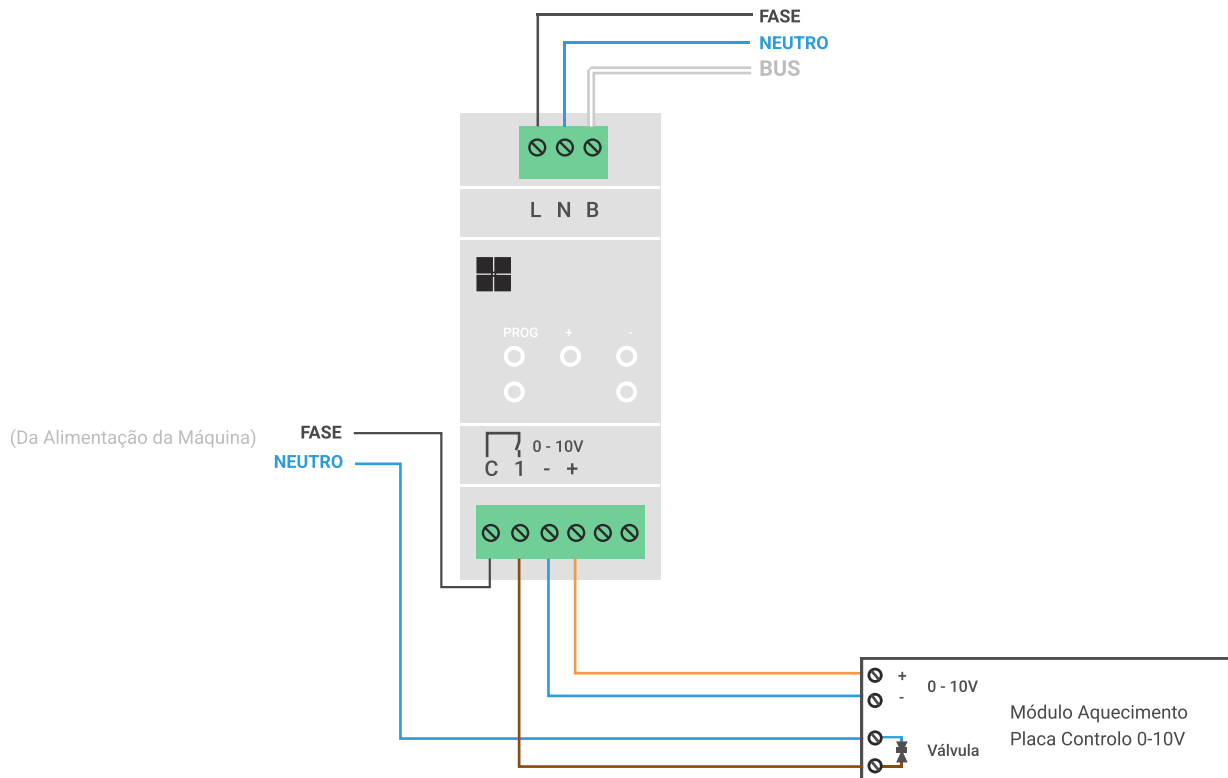 FASE
NEUTRO
BUS
L N B
PROG + -
(Da Alimentação da Máquina) FASE
NEUTRO
0 - 10V
C 1 - +
+
0 - 10V
-
Módulo Aquecimento
Placa Controlo 0-10V
Válvula